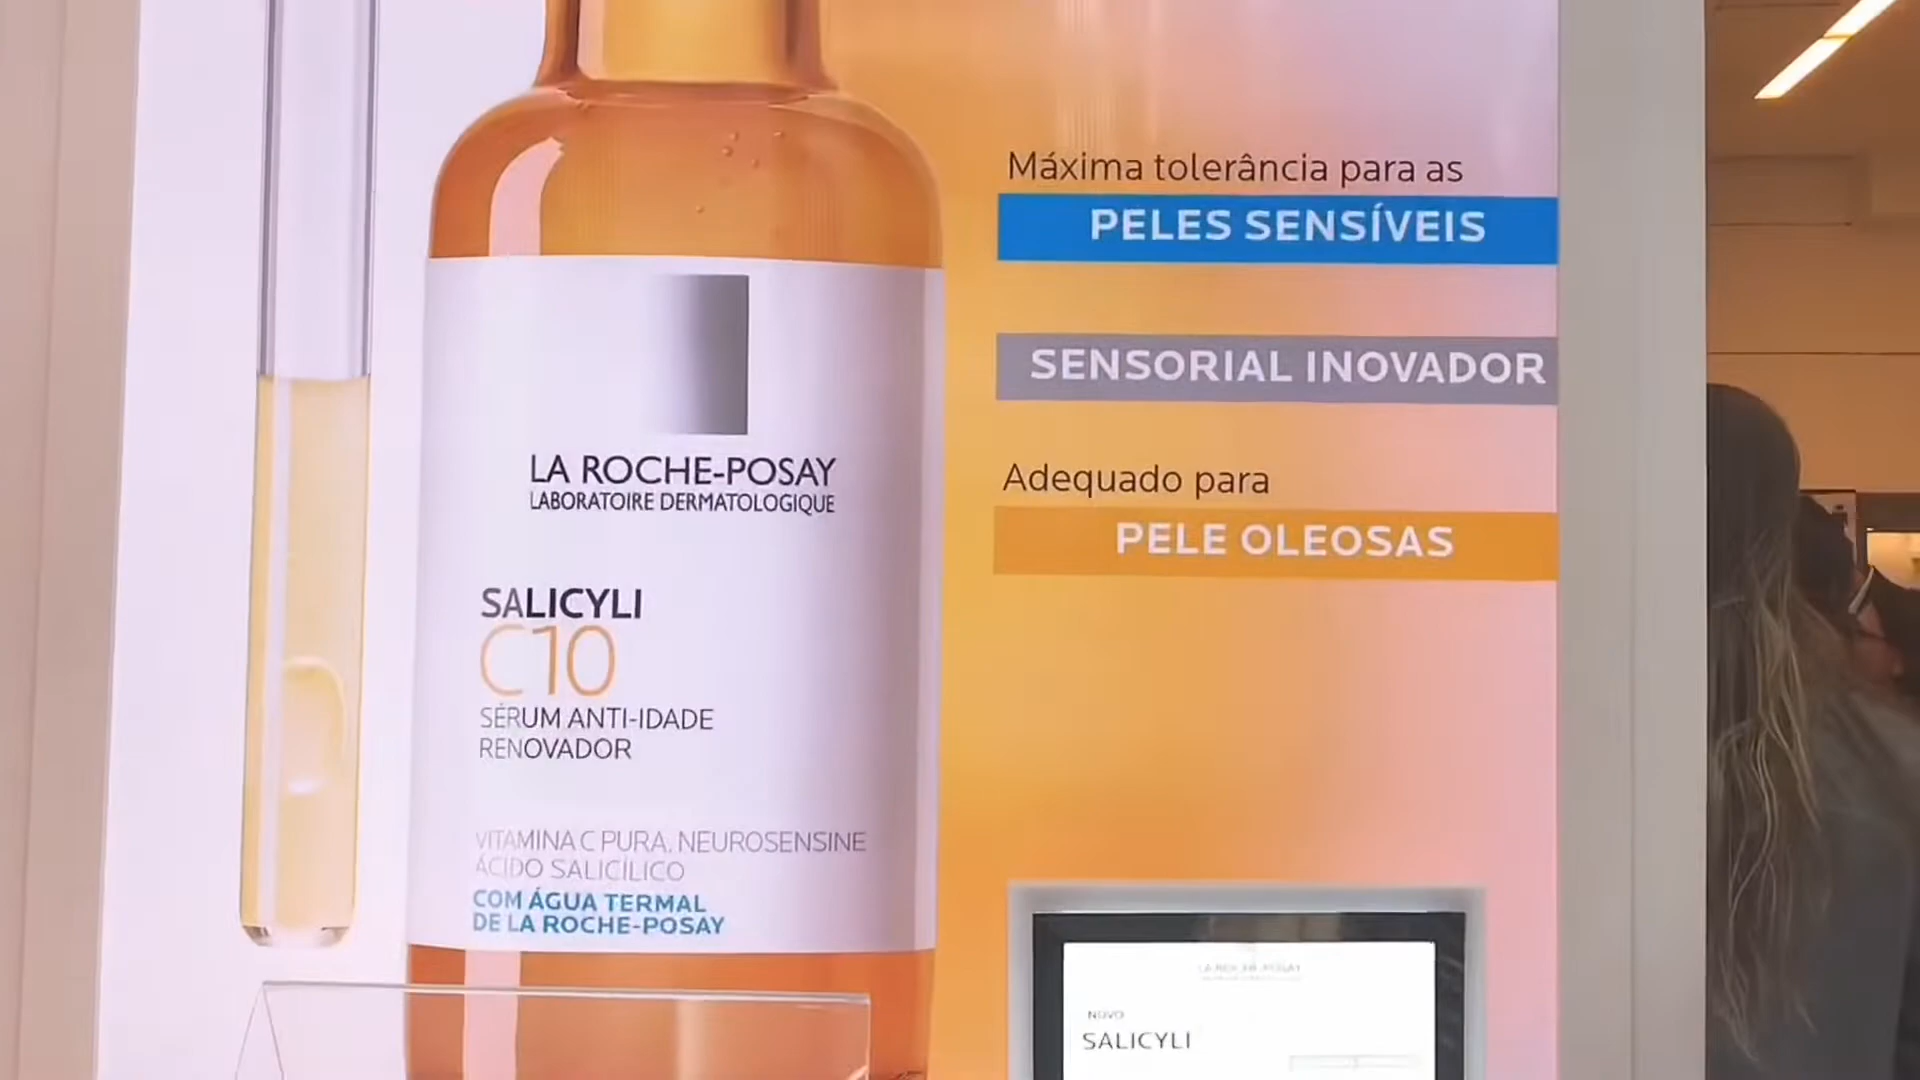 Máxima tolerância para as
PELES SENSÍVEIS
SENSORIAL INOVADOR
Adequado para
PELE OLEOSAS
LA ROCHE-POSAY
LABORATOIRE DERMATOLOGIQUE
SALICYLI
C10
SÉRUM ANTI-IDADE
RENOVADOR
VITAMINA C PURA. NEUROSENSINE
ÁCIDO SALICÍLICO
COM ÁGUA TERMAL
DE LA ROCHE-POSAY
LA ROCHE-POSAY
NOVO
SALICYLI